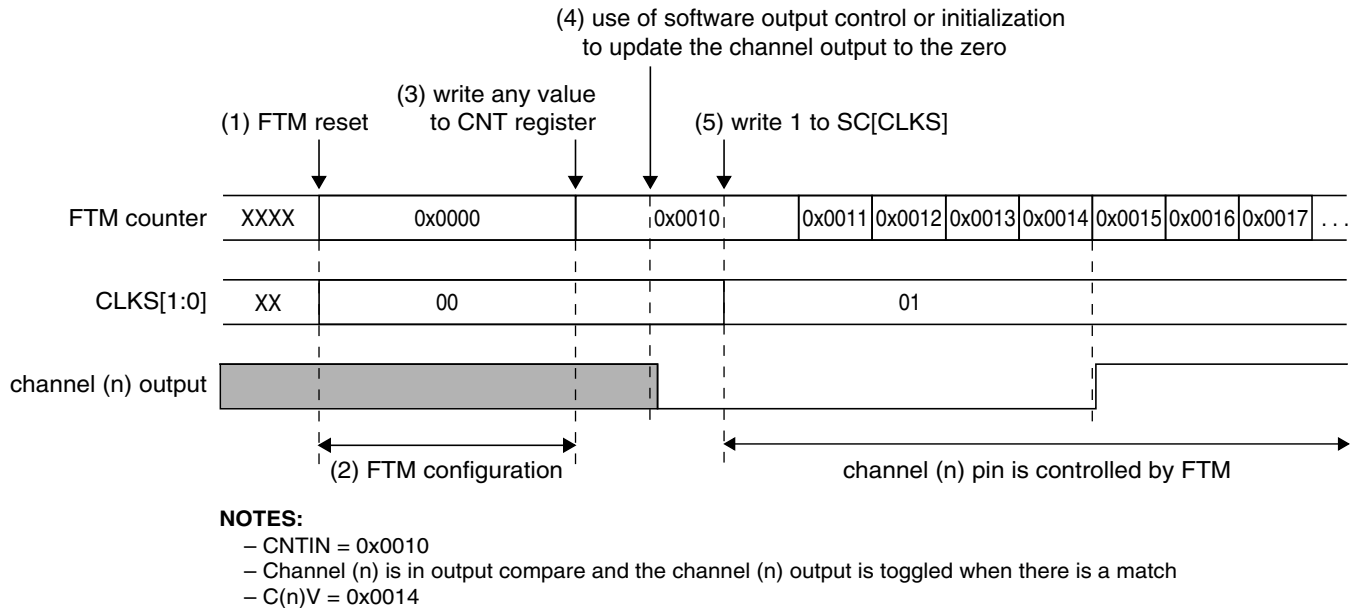 (4) use of software output control or initialization
to update the channel output to the zero
(3) write any value
to CNT register
(1) FTM reset
(5) write 1 to SC[CLKS]
FTM counter XXXX 0x0000 0x0010 0x0011 0x0012 0x0013 0x0014 0x0015 0x0016 0x0017 . . .
CLKS[1:0] XX 00 01
channel (n) output
(2) FTM configuration
channel (n) pin is controlled by FTM
NOTES:
– CNTIN = 0x0010
– Channel (n) is in output compare and the channel (n) output is toggled when there is a match
– C(n)V = 0x0014